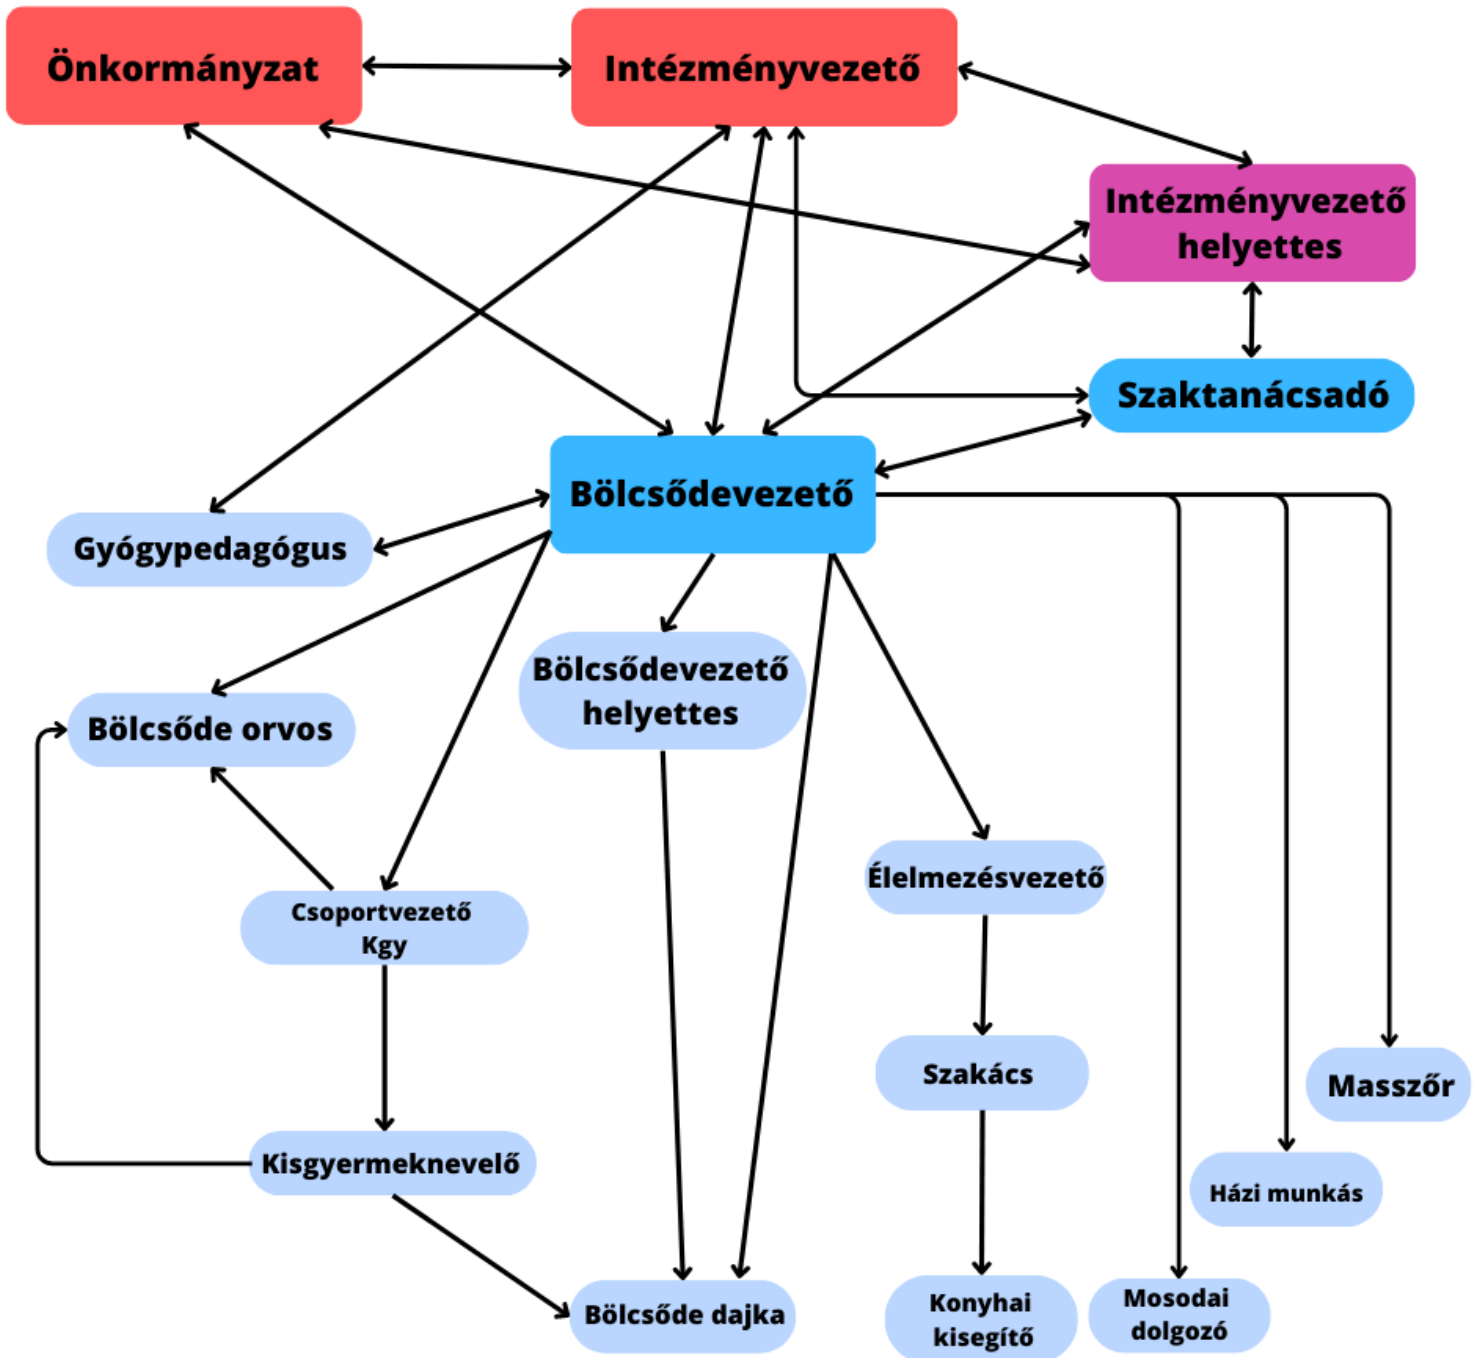 Önkormányzat
Intézményvezető
Intézményvezető
helyettes
Szaktanácsadó
Bölcsődevezető
Gyógypedagógus
Bölcsődevezető
helyettes
Bölcsőde orvos
Élelmezésvezető
Csoportvezető
Kgy
Szakács
Masszőr
Kisgyermeknevelő
Házi munkás
Bölcsőde dajka
Konyhai
kisegítő
Mosodai
dolgozó